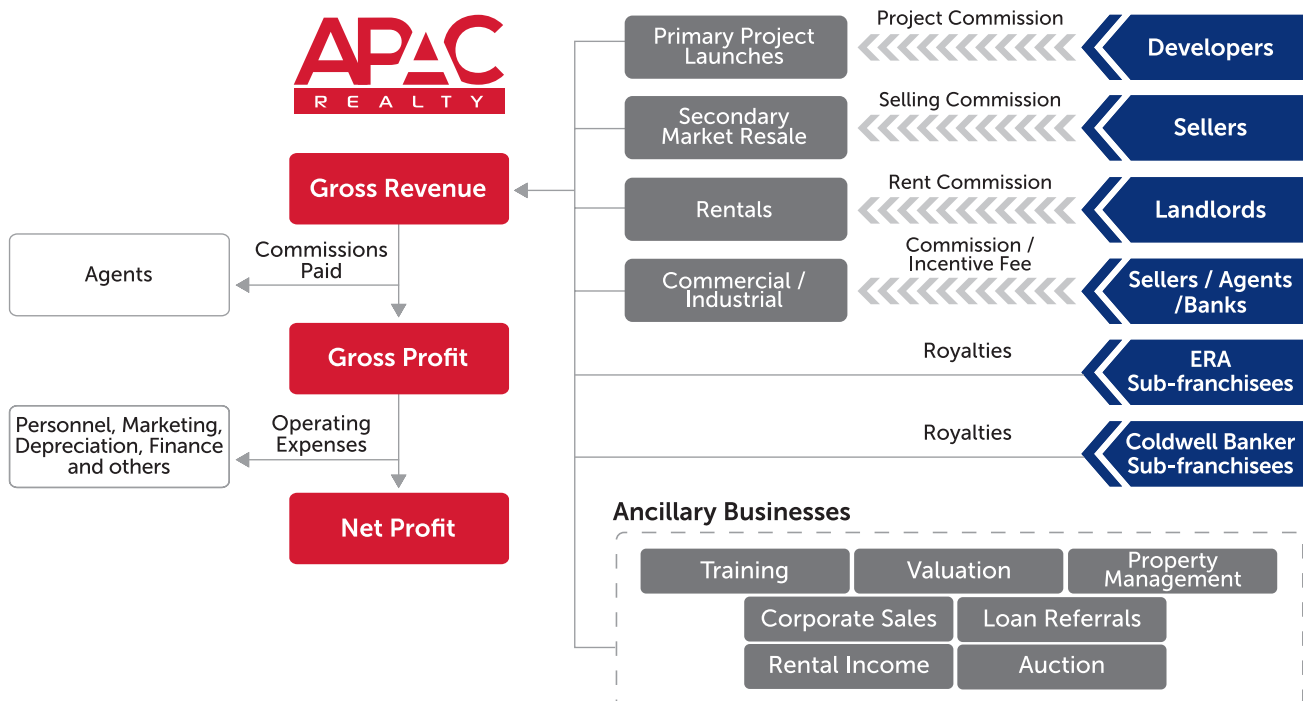 APAC
REALTY
Gross Revenue
Commissions
Paid
Agents
Gross Profit
Operating
Expenses
Personnel, Marketing,
Depreciation, Finance
and others
Net Profit
Primary Project
Launches
Project Commission
Developers
Secondary
Market Resale
Selling Commission
Sellers
Rentals
Rent Commission
Landlords
Commercial /
Industrial
Commission /
Incentive Fee
Sellers / Agents
/Banks
Royalties
ERA
Sub-franchisees
Royalties
Coldwell Banker
Sub-franchisees
Ancillary Businesses
Training
Valuation
Property
Management
Corporate Sales
Loan Referrals
Rental Income
Auction